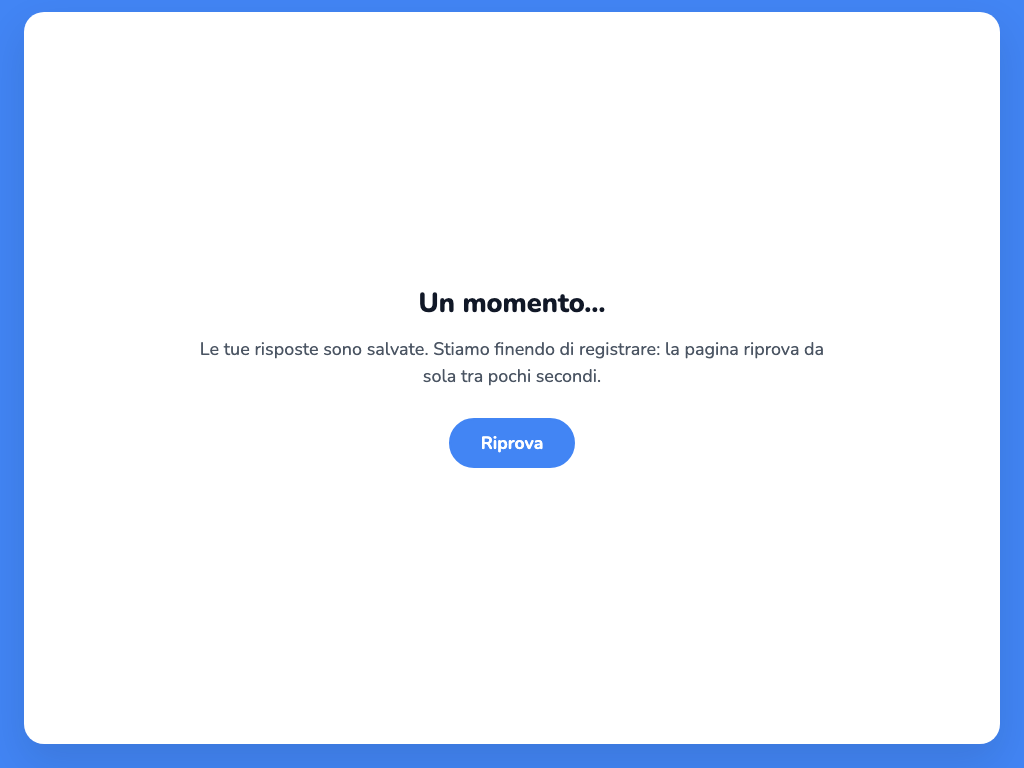 Un momento...
Le tue risposte sono salvate. Stiamo finendo di registrare: la pagina riprova da
sola tra pochi secondi.
Riprova